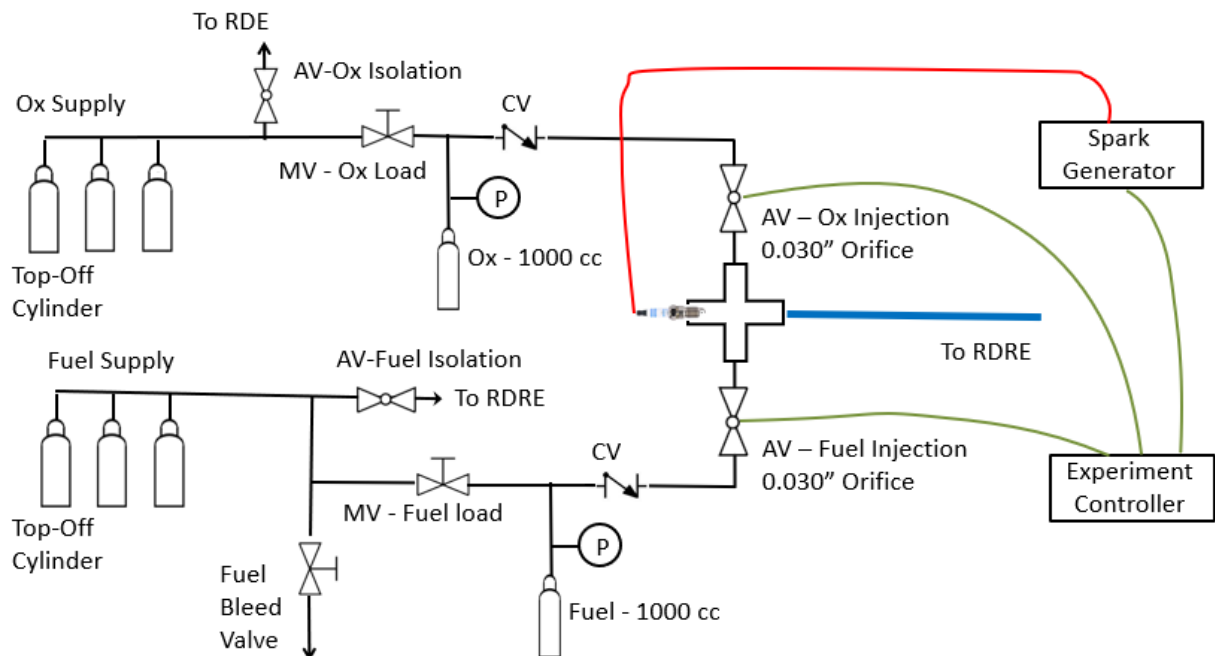 To RDE
AV-Ox Isolation
Ox Supply
CV
MV - Ox Load
P
Ox - 1000 cc
Top-Off
Cylinder
AV – Ox Injection
0.030” Orifice
Spark
Generator
To RDRE
Fuel Supply
AV-Fuel Isolation
To RDRE
CV
AV – Fuel Injection
0.030” Orifice
Experiment
Controller
MV - Fuel load
P
Top-Off
Cylinder
Fuel
Bleed
Valve
Fuel - 1000 cc